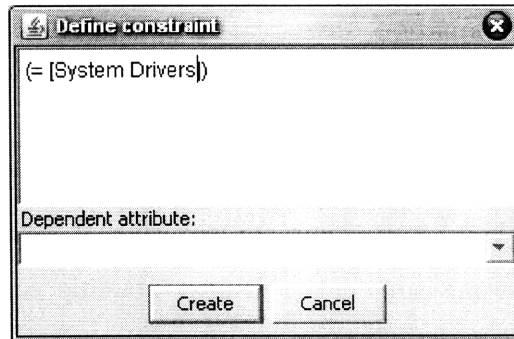 Define constraint
(= [System Drivers])
Dependent attribute:
Create
Cancel